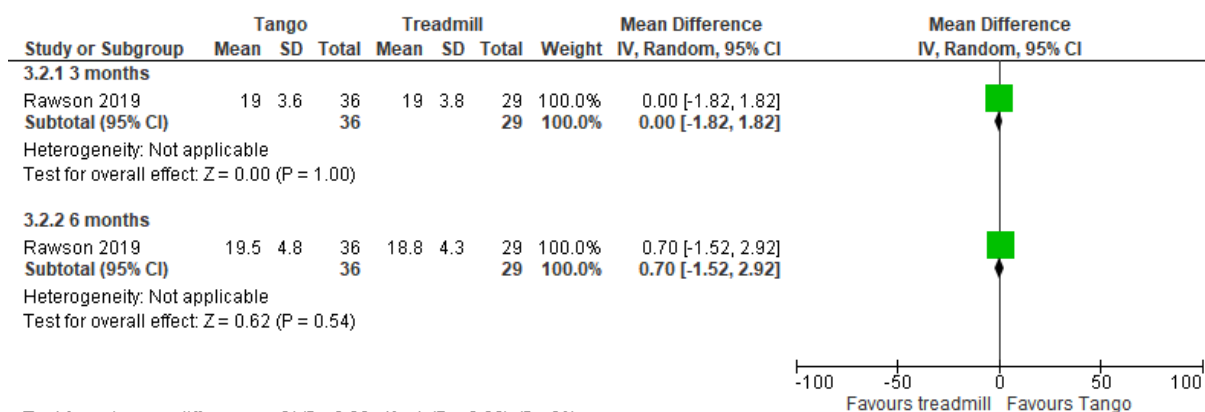 Tango Treadmill Mean Difference Mean Difference
Study or Subgroup Mean SD Total Mean SD Total Weight IV, Random, 95% CI IV, Random, 95% CI
3.2.1 3 months
Rawson 2019 19 3.6 36 19 3.8 29 100.0% 0.00 [-1.82, 1.82]
Subtotal (95% CI) 36 29 100.0% 0.00 [-1.82, 1.82]
Heterogeneity: Not applicable
Test for overall effect: Z = 0.00 (P = 1.00)
3.2.2 6 months
Rawson 2019 19.5 4.8 36 18.8 4.3 29 100.0% 0.70 [-1.52, 2.92]
Subtotal (95% CI) 36 29 100.0% 0.70 [-1.52, 2.92]
Heterogeneity: Not applicable
Test for overall effect: Z = 0.62 (P = 0.54)
-100 -50 0 50 100
Favours treadmill Favours Tango